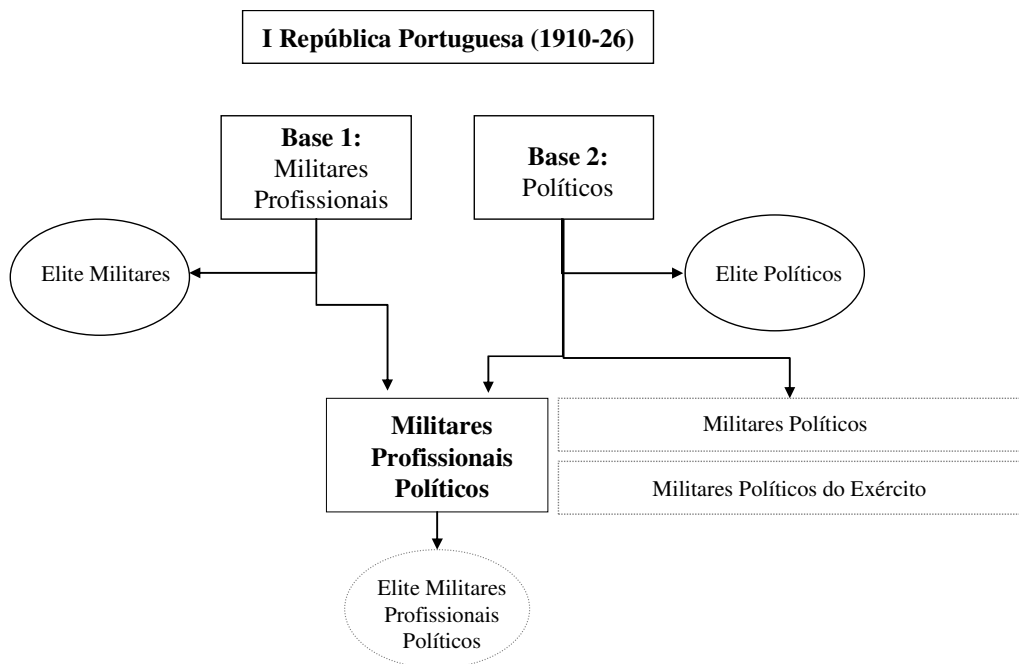 I República Portuguesa (1910-26)
Base 1:
Militares
Profissionais
Base 2:
Políticos
Elite Militares
Elite Políticos
Militares
Profissionais
Políticos
Militares Políticos
Militares Políticos do Exército
Elite Militares
Profissionais
Políticos